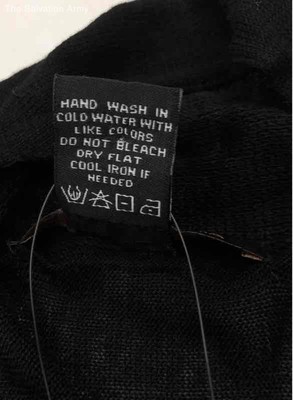 HAND WASH IN
COLD WATER WITH
LIKE COLORS
DO NOT BLEACH
DRY FLAT
COOL IRON IF
NEEDED